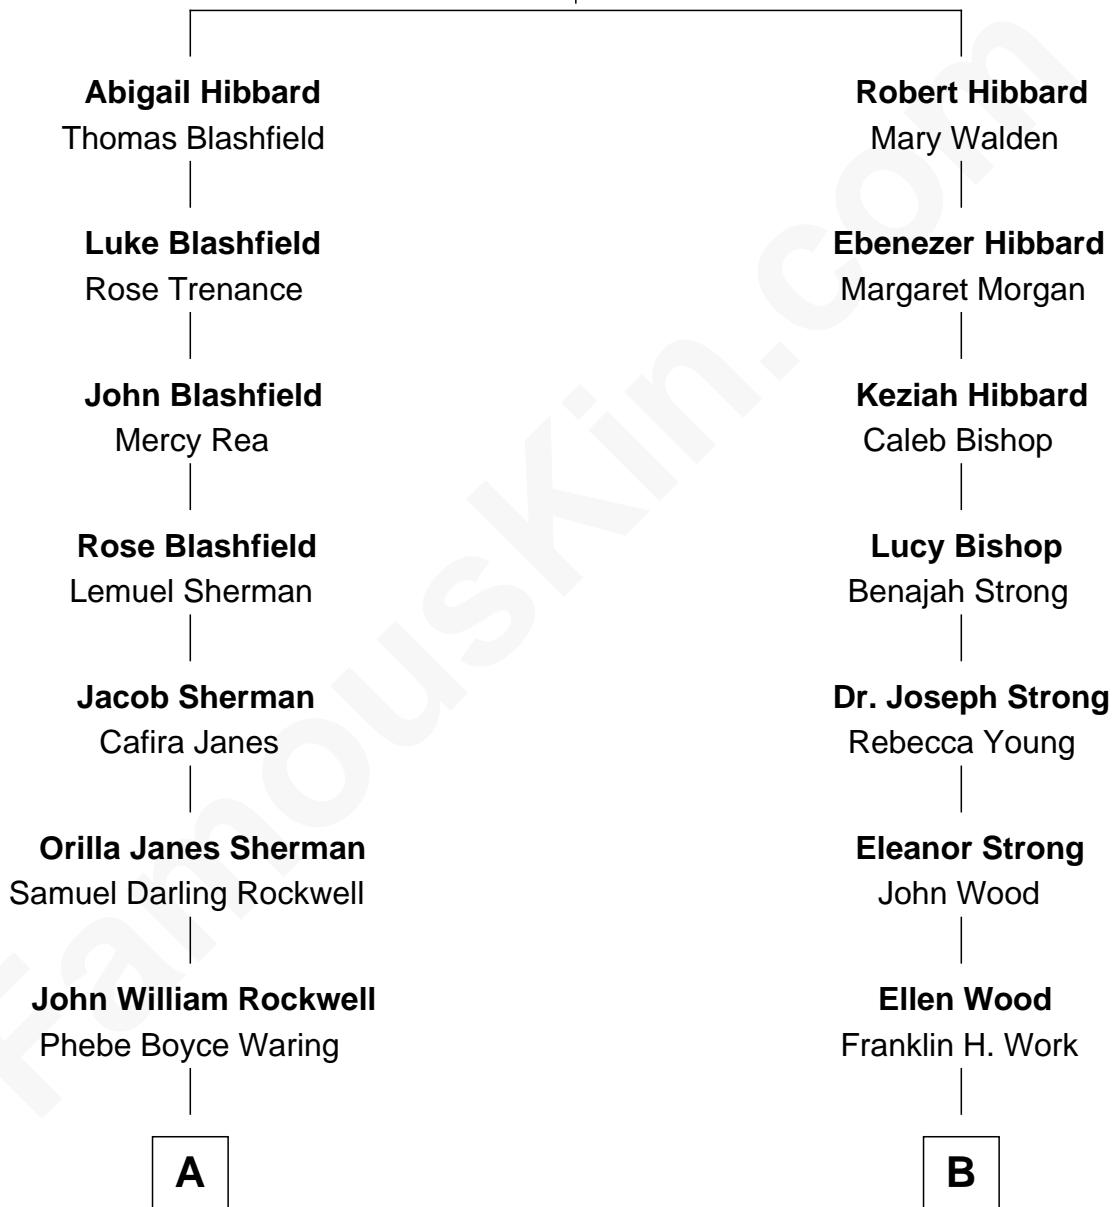 Abigail Hibbard
Thomas Blashfield
Luke Blashfield
Rose Trenance
John Blashfield
Mercy Rea
Rose Blashfield
Lemuel Sherman
Jacob Sherman
Cafira Janes
Orilla Janes Sherman
Samuel Darling Rockwell
John William Rockwell
Phebe Boyce Waring
A
Robert Hibbard
Mary Walden
Ebenezer Hibbard
Margaret Morgan
Keziah Hibbard
Caleb Bishop
Lucy Bishop
Benajah Strong
Dr. Joseph Strong
Rebecca Young
Eleanor Strong
John Wood
Ellen Wood
Franklin H. Work
B
FamousKin.com